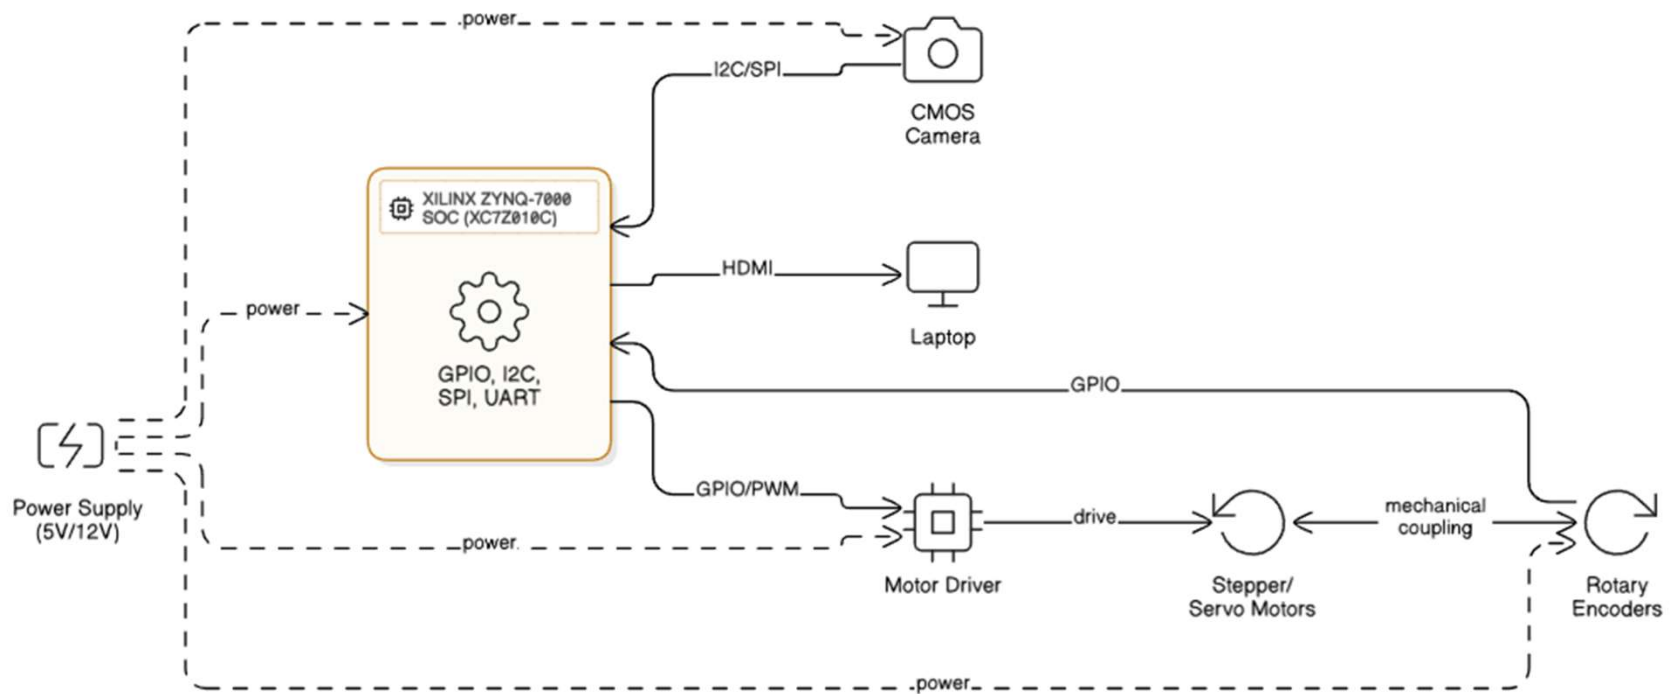 power
I2C/SPI
CMOS
Camera
XILINX ZYNQ-7000
SOC (XC7Z010C)
HDMI
power
Laptop
GPIO, I2C,
SPI, UART
GPIO
GPIO/PWM
Power Supply
(5V/12V)
drive
mechanical
coupling
power
Motor Driver
Stepper/
Servo Motors
Rotary
Encoders
power